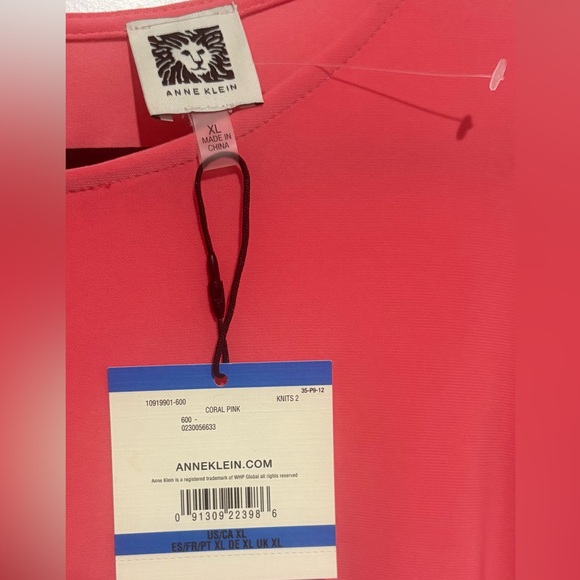 ANNE KLEIN
XL
MADE IN
CHINA
35-P9-12
10919901-600 KNITS 2
CORAL PINK
600 -
0230056633
ANNEKLEIN.COM
Anne Klein is a registered trademark of WHP Global all rights reserved
0 91309 22398 6
US/CA XL
ES/FR/PT XL DE XL UK XL